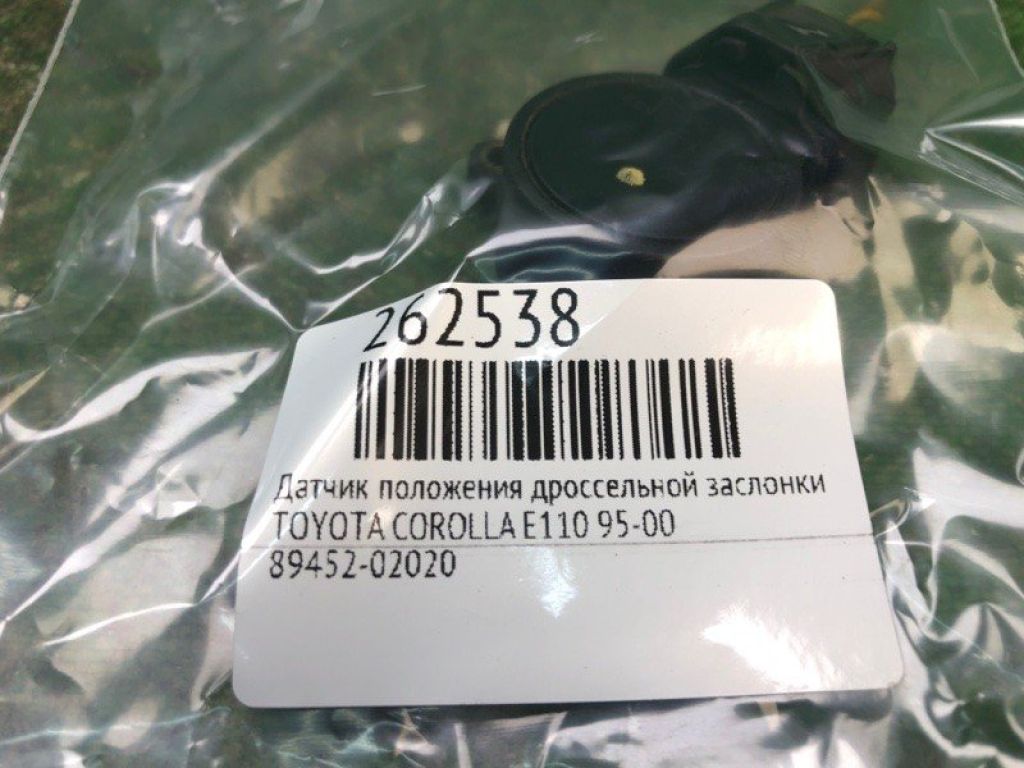 262538
Датчик положения дроссельной заслонки
TOYOTA COROLLA E110 95-00
89452-02020